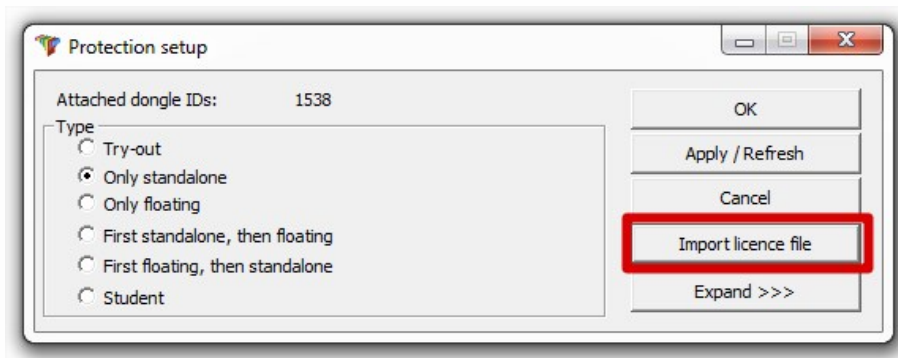 Protection setup
Attached dongle IDs: 1538
Type
Try-out
Only standalone
Only floating
First standalone, then floating
First floating, then standalone
Student
OK
Apply / Refresh
Cancel
Import licence file
Expand >>>